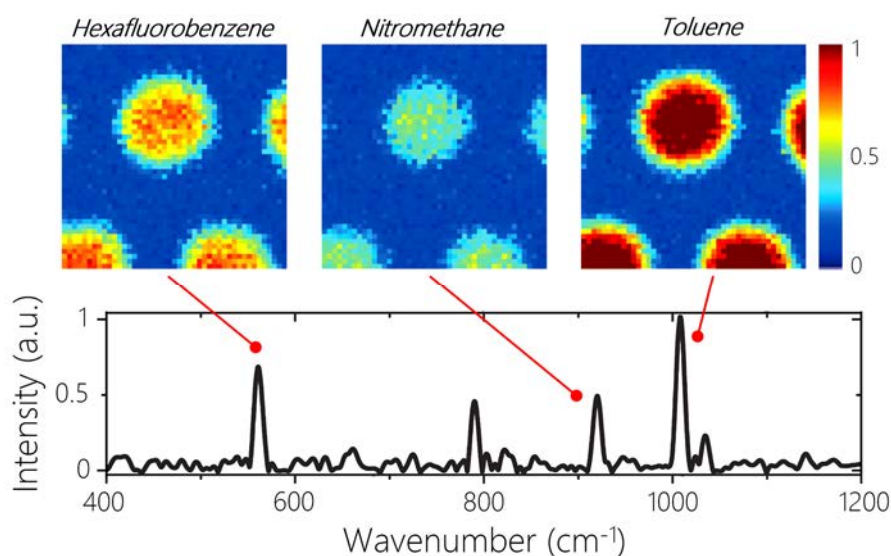 Hexafluorobenzene
Nitromethane
Toluene
1
0.5
0
1
0.5
0
Intensity (a.u.)
400
600
800
1000
1200
Wavenumber (cm⁻¹)